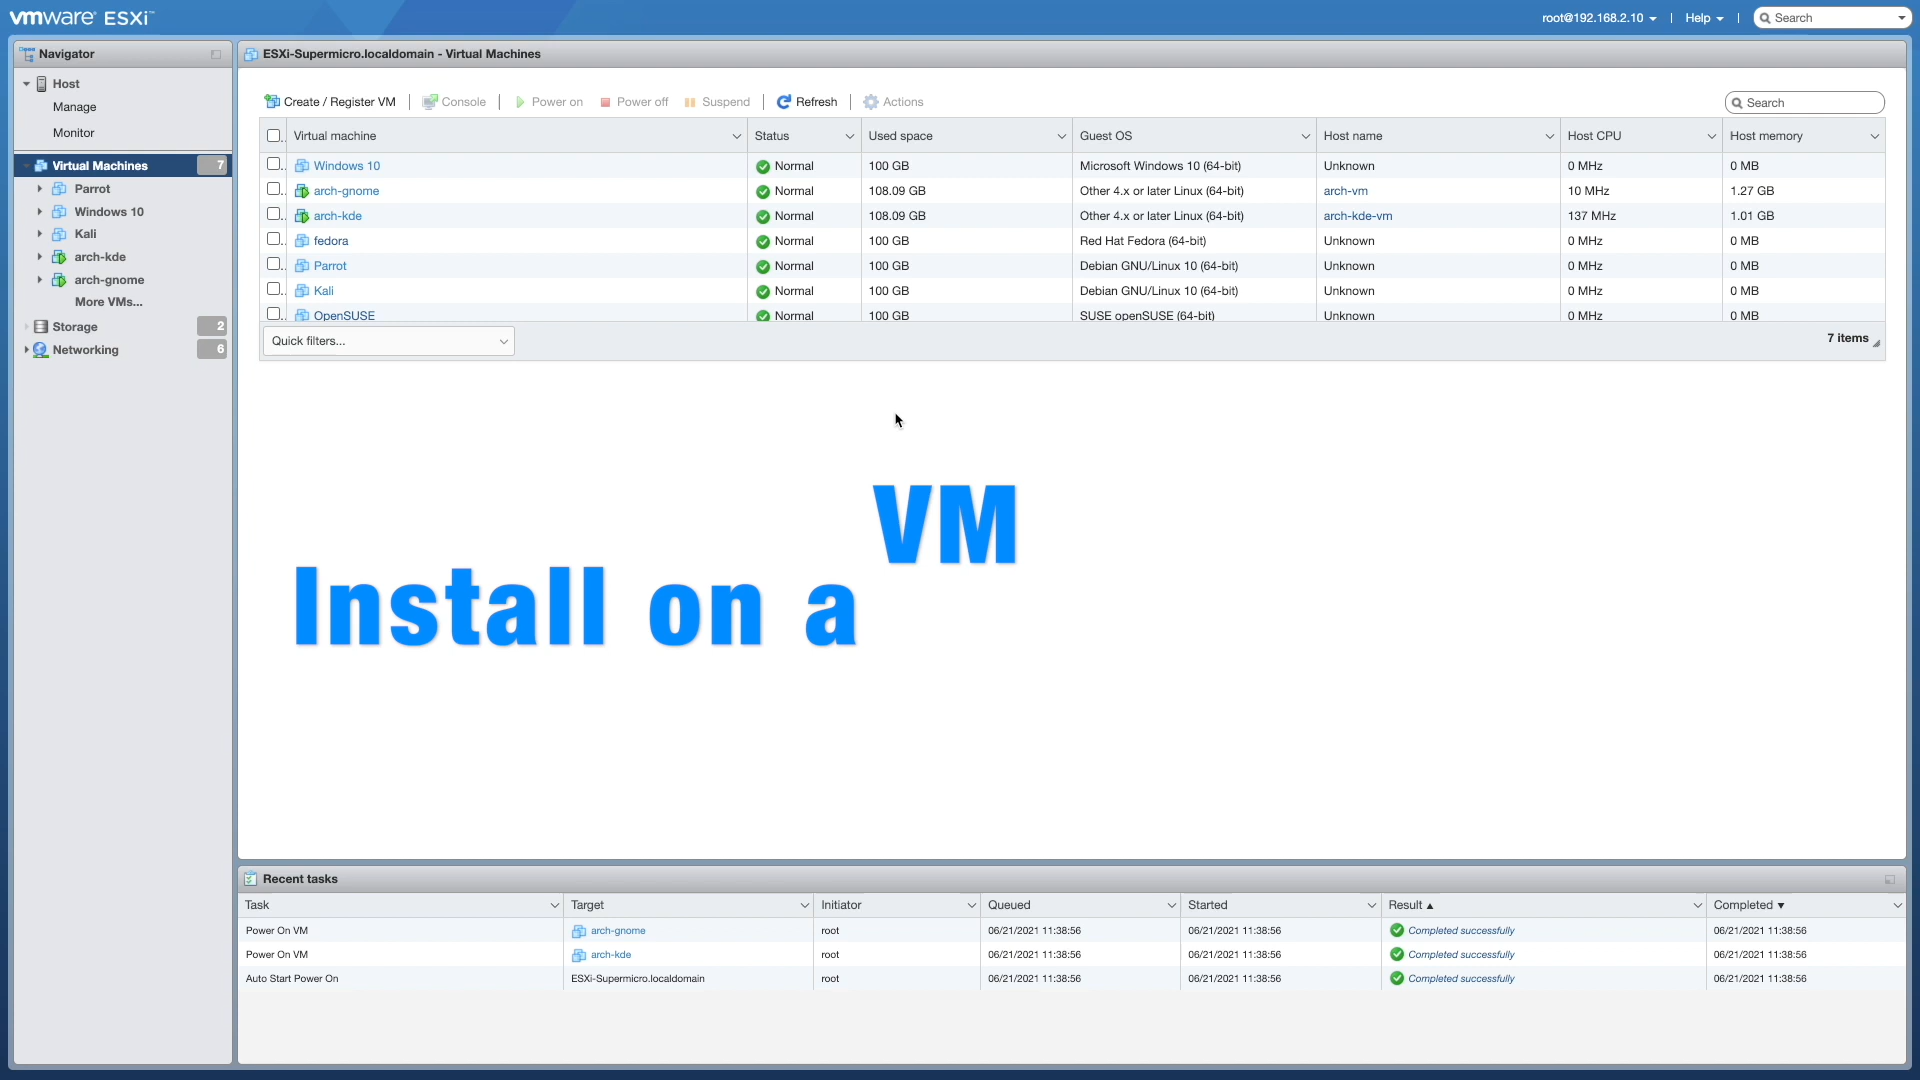 vmware ESXi™
root@192.168.2.10 | Help | Search
Navigator
Host
Manage
Monitor
Virtual Machines 7
Parrot
Windows 10
Kali
arch-kde
arch-gnome
More VMs...
Storage 2
Networking 6
ESXi-Supermicro.localdomain - Virtual Machines
Create / Register VM | Console | Power on Power off Suspend | Refresh | Actions
Search
Virtual machine Status Used space Guest OS Host name Host CPU Host memory
Windows 10 Normal 100 GB Microsoft Windows 10 (64-bit) Unknown 0 MHz 0 MB
arch-gnome Normal 108.09 GB Other 4.x or later Linux (64-bit) arch-vm 10 MHz 1.27 GB
arch-kde Normal 108.09 GB Other 4.x or later Linux (64-bit) arch-kde-vm 137 MHz 1.01 GB
fedora Normal 100 GB Red Hat Fedora (64-bit) Unknown 0 MHz 0 MB
Parrot Normal 100 GB Debian GNU/Linux 10 (64-bit) Unknown 0 MHz 0 MB
Kali Normal 100 GB Debian GNU/Linux 10 (64-bit) Unknown 0 MHz 0 MB
OpenSUSE Normal 100 GB SUSE openSUSE (64-bit) Unknown 0 MHz 0 MB
Quick filters...
7 items
Install on a VM
Recent tasks
Task Target Initiator Queued Started Result ▲ Completed ▼
Power On VM arch-gnome root 06/21/2021 11:38:56 06/21/2021 11:38:56 Completed successfully 06/21/2021 11:38:56
Power On VM arch-kde root 06/21/2021 11:38:56 06/21/2021 11:38:56 Completed successfully 06/21/2021 11:38:56
Auto Start Power On ESXi-Supermicro.localdomain root 06/21/2021 11:38:56 06/21/2021 11:38:56 Completed successfully 06/21/2021 11:38:56